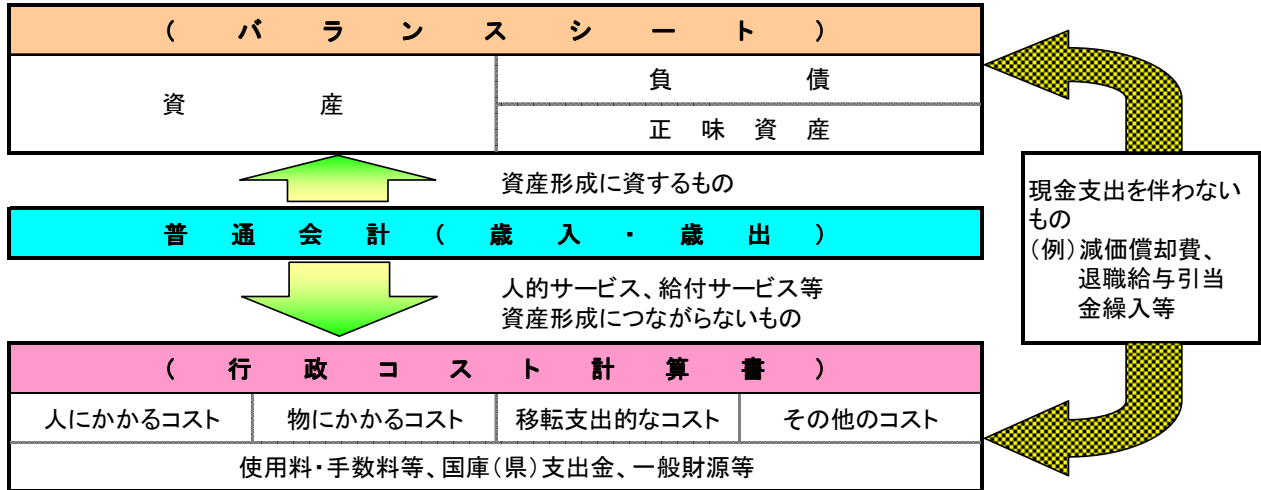 (バランスシート)
資産
負債
正味資産
資産形成に資するもの
普通会計(歳入・歳出)
人的サービス、給付サービス等
資産形成につながらないもの
(行政コスト計算書)
人にかかるコスト 物にかかるコスト 移転支出的なコスト その他のコスト
使用料・手数料等、国庫(県)支出金、一般財源等
現金支出を伴わない
もの
(例)減価償却費、
退職給与引当
金繰入等